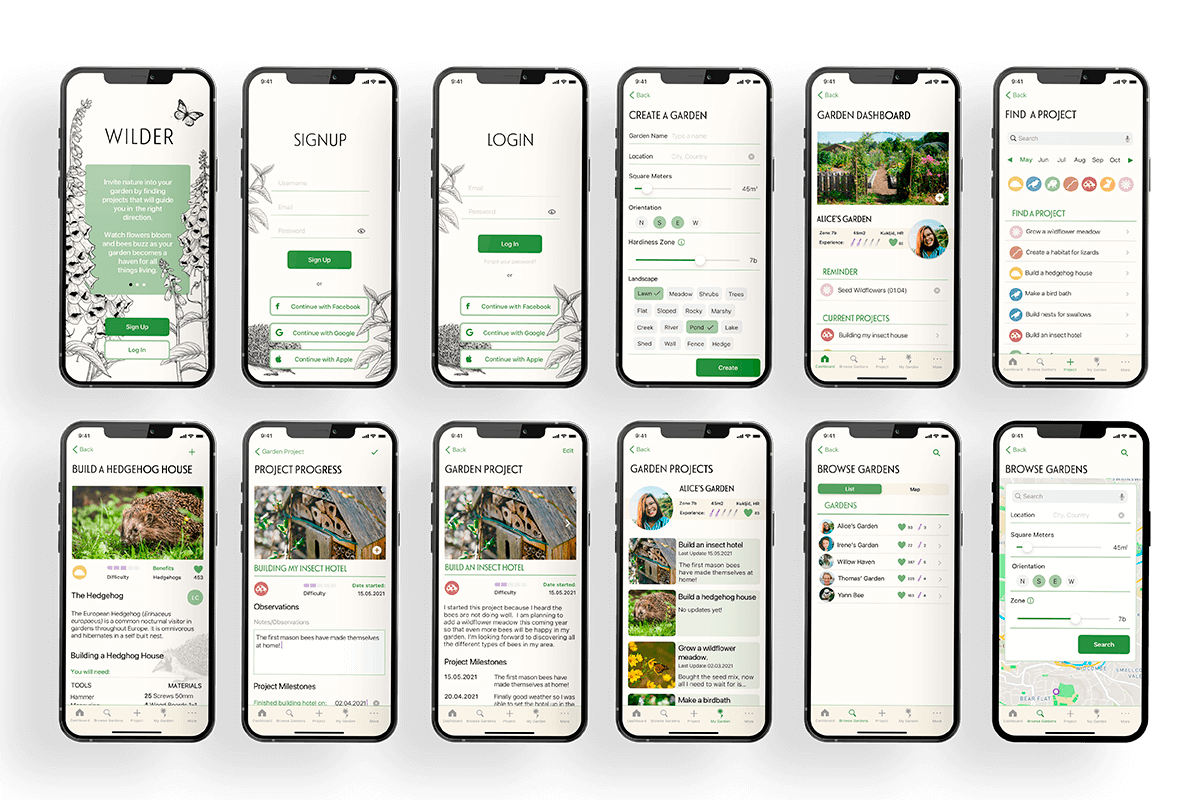 9:41
WILDER
Invite nature into your
garden by finding
projects that will guide
you in the right
direction.
Watch flowers bloom
and bees buzz as your
garden becomes a
haven for all
things living.
Sign Up
Log In
9:41
SIGNUP
Username
Email
Password
Sign Up
or
Continue with Facebook
Continue with Google
Continue with Apple
9:41
LOGIN
Email
Password
Log In
Forgot your password?
or
Continue with Facebook
Continue with Google
Continue with Apple
9:41
Back
CREATE A GARDEN
Garden Name Type a name
Location City, Country
Square Meters
45m²
Orientation
N S E W
Hardiness Zone
7b
Landscape
Lawn Meadow Shrubs Trees
Flat Sloped Rocky Marshy
Creek River Pond Lake
Shed Wall Fence Hedge
Create
9:41
Back
GARDEN DASHBOARD
ALICE'S GARDEN
Zone 7b 45m2 Kukljić, HR
Experience:
REMINDER
Seed Wildflowers (01.04)
CURRENT PROJECTS
Building my insect house
Dashboard Browse Gardens Project My Garden More
9:41
Back
FIND A PROJECT
Search
May Jun Jul Aug Sep Oct
FIND A PROJECT
Grow a wildflower meadow
Create a habitat for lizards
Build a hedgehog house
Make a bird bath
Build nests for swallows
Build an insect hotel
Dashboard Browse Gardens Project My Garden More
9:41
Back
BUILD A HEDGEHOG HOUSE
Difficulty
Benefits
Hedgehogs
453
The Hedgehog
The European Hedgehog (Erinaceus
europaeus) is a common nocturnal visitor in
gardens throughout Europe. It is omnivorous
and hibernates in a self built nest.
Building a Hedghog House
You will need:
TOOLS MATERIALS
Hammer 25 Screws 50mm
Dashboard Browse Gardens Project My Garden More
9:41
Garden Project
PROJECT PROGRESS
BUILDING MY INSECT HOTEL
Difficulty
Date started:
15.05.2021
Observations
Notes/Observations
The first mason bees have made themselves
at home!
Project Milestones
Finished building hotel on: 02.04.2021
Dashboard Browse Gardens Project My Garden More
9:41
Back Edit
GARDEN PROJECT
BUILD AN INSECT HOTEL
Difficulty
Date started:
15.05.2021
I started this project because I heard the
bees are not doing well. I am planning to
add a wildflower meadow this coming year
so that even more bees will be happy in my
garden. I'm looking forward to discovering all
the different types of bees in my area.
Project Milestones
15.05.2021 The first mason bees have made
themselves at home!
20.04.2021 Finally good weather so I was
able to set the hotel up in the
Dashboard Browse Gardens Project My Garden More
9:41
Back
GARDEN PROJECTS
ALICE'S GARDEN
Zone 7b 45m2 Kukljić, HR
Experience:
Build an insect hotel
Last Update 15.05.2021
The first mason bees
have made themselves at
home!
Build a hedgehog house
No updates yet!
Grow a wildflower
meadow.
Last Update 02.03.2021
Bought the seed mix, now
all I need to wait for is...
Make a birdbath
Dashboard Browse Gardens Project My Garden More
9:41
Back
BROWSE GARDENS
List Map
GARDENS
Alice's Garden
Irene's Garden
Willow Haven
Thomas' Garden
Yann Bee
Dashboard Browse Gardens Project My Garden More
9:41
Back
BROWSE GARDENS
Search
Location City, Country
Square Meters
45m²
Orientation
N S E W
Zone
7b
Search
BEAR FLAT
Dashboard Browse Gardens Project My Garden More